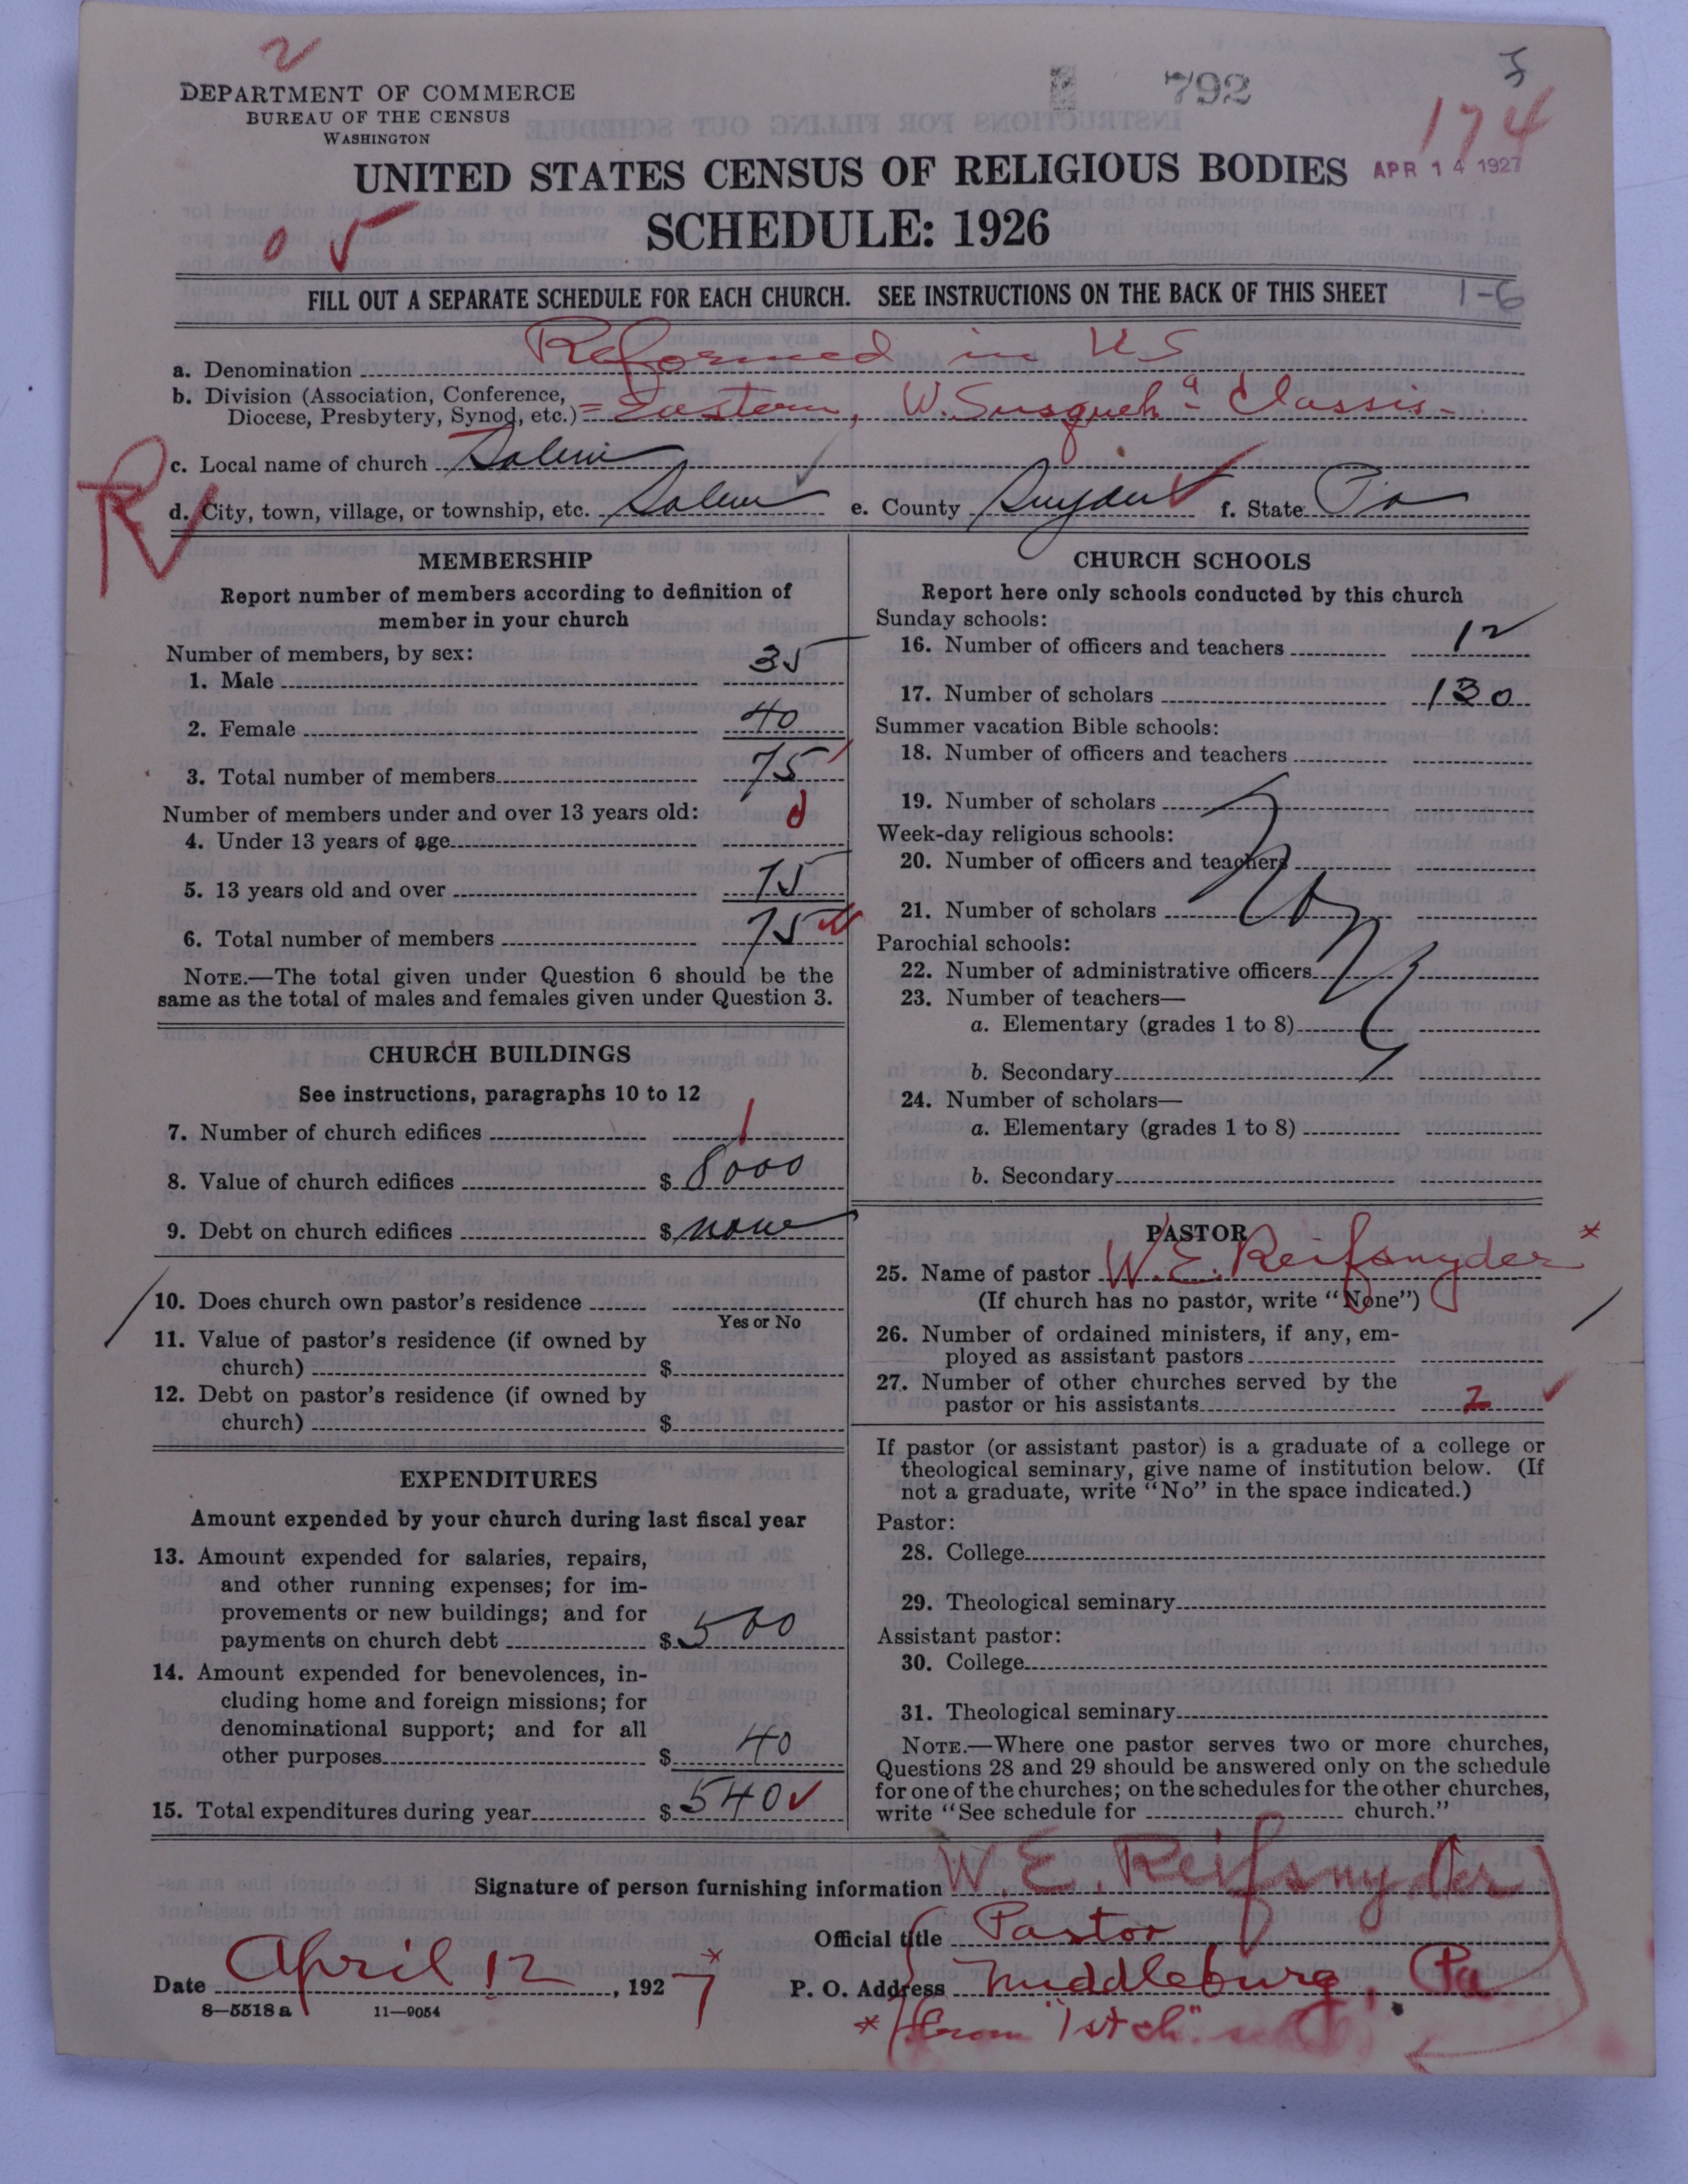 2
DEPARTMENT OF COMMERCE
BUREAU OF THE CENSUS
WASHINGTON
792
174
APR 14 1927
UNITED STATES CENSUS OF RELIGIOUS BODIES
SCHEDULE: 1926
FILL OUT A SEPARATE SCHEDULE FOR EACH CHURCH. SEE INSTRUCTIONS ON THE BACK OF THIS SHEET 1-6
a. Denomination Reformed in US
b. Division (Association, Conference,
Diocese, Presbytery, Synod, etc.) = Eastern, W. Susqueha Classis
c. Local name of church Salem
d. City, town, village, or township, etc. Salem e. County Snyder f. State Pa
MEMBERSHIP
Report number of members according to definition of
member in your church
Number of members, by sex:
1. Male 35
2. Female 40
3. Total number of members 75
Number of members under and over 13 years old:
4. Under 13 years of age
5. 13 years old and over 75
6. Total number of members 75
NOTE.—The total given under Question 6 should be the
same as the total of males and females given under Question 3.
CHURCH BUILDINGS
See instructions, paragraphs 10 to 12
7. Number of church edifices 1
8. Value of church edifices $ 8000
9. Debt on church edifices $ none
10. Does church own pastor's residence
Yes or No
11. Value of pastor's residence (if owned by
church) $
12. Debt on pastor's residence (if owned by
church) $
EXPENDITURES
Amount expended by your church during last fiscal year
13. Amount expended for salaries, repairs,
and other running expenses; for im-
provements or new buildings; and for
payments on church debt $ 500
14. Amount expended for benevolences, in-
cluding home and foreign missions; for
denominational support; and for all
other purposes $ 40
15. Total expenditures during year $ 540
CHURCH SCHOOLS
Report here only schools conducted by this church
Sunday schools:
16. Number of officers and teachers 12
17. Number of scholars 130
Summer vacation Bible schools:
18. Number of officers and teachers
19. Number of scholars
Week-day religious schools:
20. Number of officers and teachers
21. Number of scholars
Parochial schools:
22. Number of administrative officers
23. Number of teachers—
a. Elementary (grades 1 to 8)
b. Secondary
24. Number of scholars—
a. Elementary (grades 1 to 8)
b. Secondary
PASTOR
25. Name of pastor W. E. Reifsnyder *
(If church has no pastor, write "None")
26. Number of ordained ministers, if any, em-
ployed as assistant pastors
27. Number of other churches served by the
pastor or his assistants 2
If pastor (or assistant pastor) is a graduate of a college or
theological seminary, give name of institution below. (If
not a graduate, write "No" in the space indicated.)
Pastor:
28. College
29. Theological seminary
Assistant pastor:
30. College
31. Theological seminary
NOTE.—Where one pastor serves two or more churches,
Questions 28 and 29 should be answered only on the schedule
for one of the churches; on the schedules for the other churches,
write "See schedule for church."
Signature of person furnishing information W. E. Reifsnyder
Official title Pastor
Date April 12, 1927 * P. O. Address Middleburg, Pa
8-5518 a 11-9054
* from "1st ch."